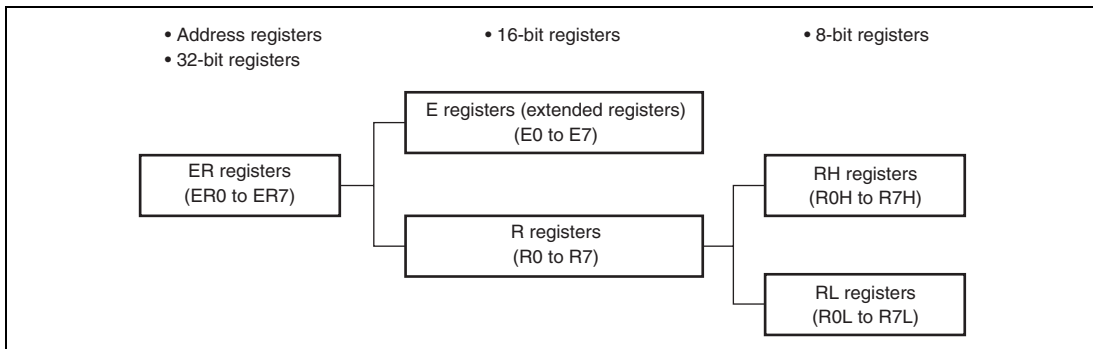 • Address registers
• 32-bit registers
• 16-bit registers
• 8-bit registers
ER registers
(ER0 to ER7)
E registers (extended registers)
(E0 to E7)
R registers
(R0 to R7)
RH registers
(R0H to R7H)
RL registers
(R0L to R7L)